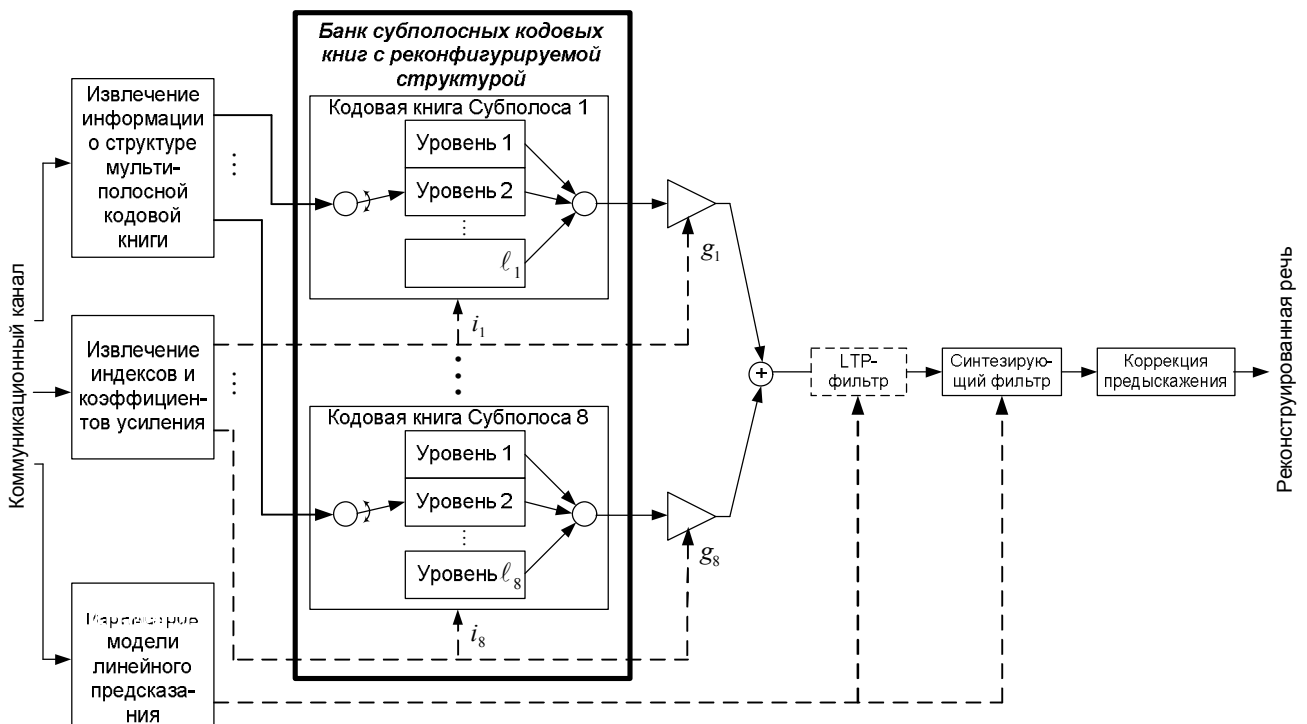 Банк субполосных кодовых
книг с реконфигурируемой
структурой
Коммуникационный канал
Извлечение
информации
о структуре
мульти-
полосной
кодовой
книги
Кодовая книга Субполоса 1
Уровень 1
Уровень 2
ℓ₁
g₁
i₁
Извлечение
индексов и
коэффициен-
тов усиления
Кодовая книга Субполоса 8
Уровень 1
Уровень 2
Уровень ℓ₈
g₈
i₈
модели
линейного
предсказа-
ния
+
LTP-
фильтр
Синтезирую-
щий фильтр
Коррекция
предыскажения
Реконструированная речь